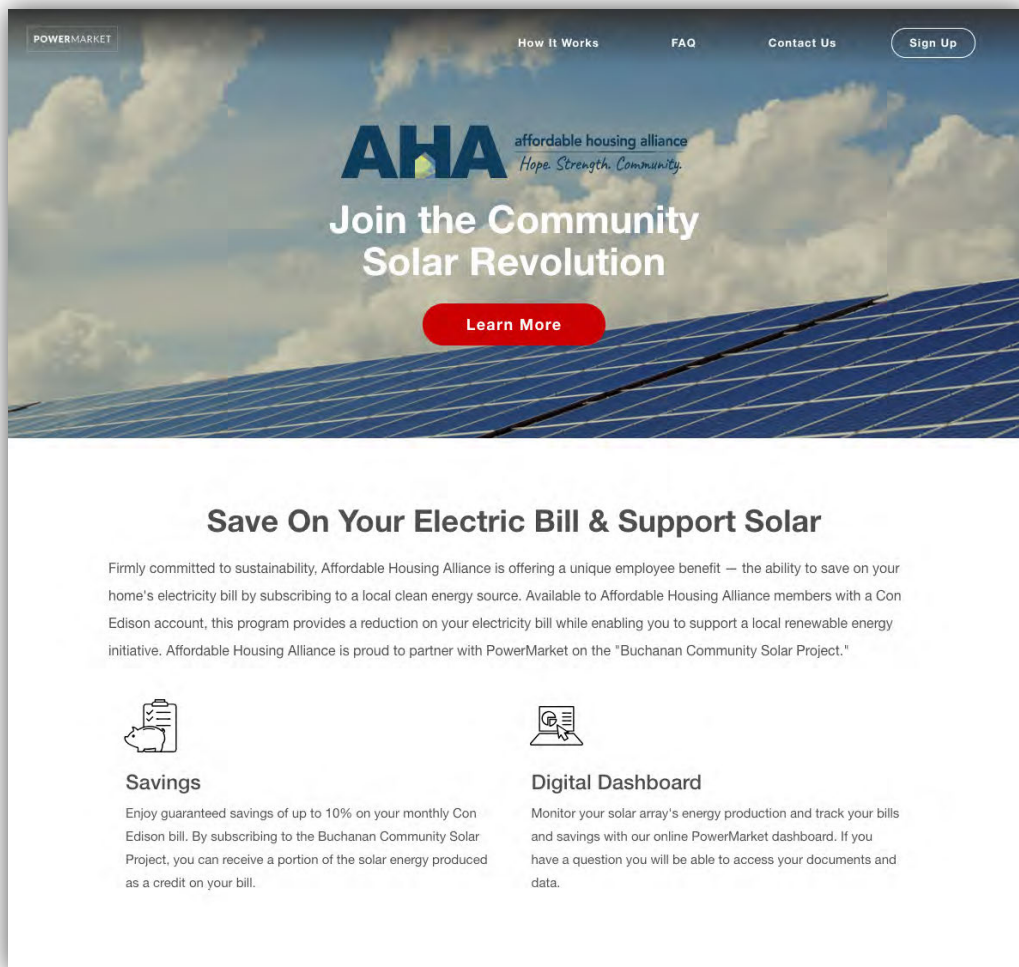 POWERMARKET
How It Works
FAQ
Contact Us
Sign Up
AHA
affordable housing alliance
Hope. Strength. Community.
Join the Community
Solar Revolution
Learn More
Save On Your Electric Bill & Support Solar
Firmly committed to sustainability, Affordable Housing Alliance is offering a unique employee benefit — the ability to save on your
home's electricity bill by subscribing to a local clean energy source. Available to Affordable Housing Alliance members with a Con
Edison account, this program provides a reduction on your electricity bill while enabling you to support a local renewable energy
initiative. Affordable Housing Alliance is proud to partner with PowerMarket on the "Buchanan Community Solar Project."
Savings
Enjoy guaranteed savings of up to 10% on your monthly Con
Edison bill. By subscribing to the Buchanan Community Solar
Project, you can receive a portion of the solar energy produced
as a credit on your bill.
Digital Dashboard
Monitor your solar array's energy production and track your bills
and savings with our online PowerMarket dashboard. If you
have a question you will be able to access your documents and
data.